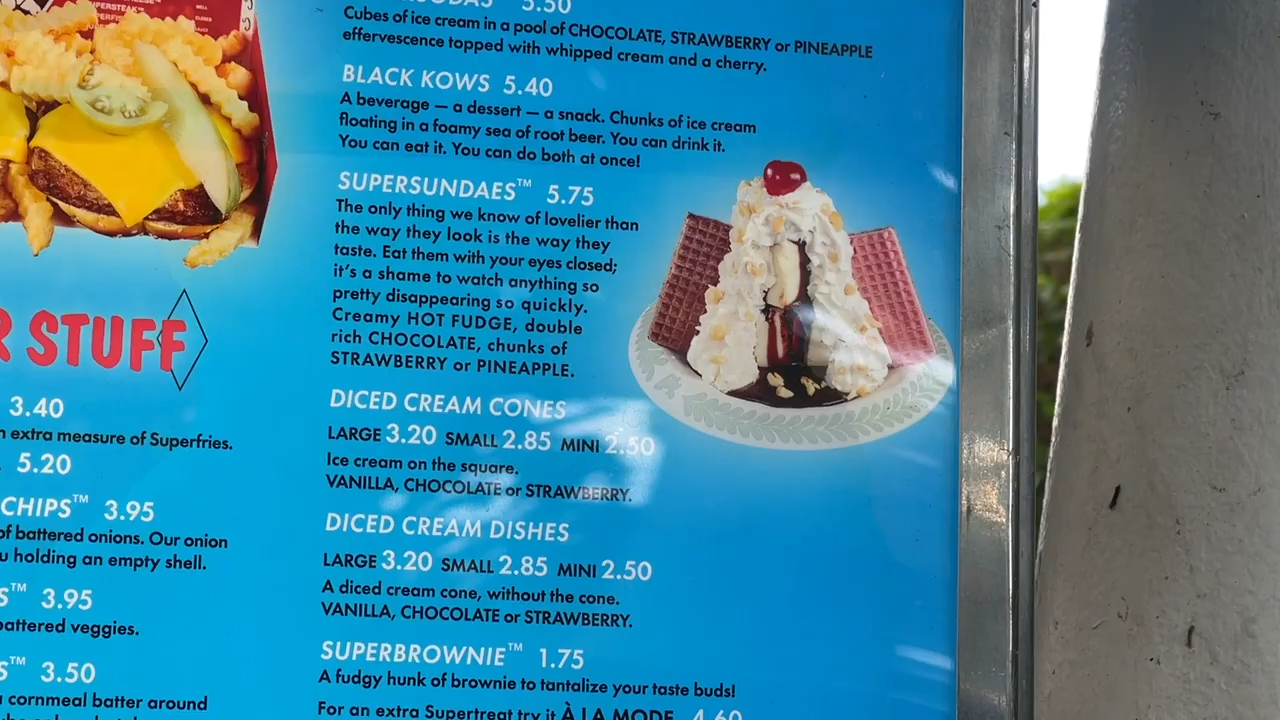 SUPERSTEAK™
5.50
Cubes of ice cream in a pool of CHOCOLATE, STRAWBERRY or PINEAPPLE
effervescence topped with whipped cream and a cherry.
BLACK KOWS 5.40
A beverage — a dessert — a snack. Chunks of ice cream
floating in a foamy sea of root beer. You can drink it.
You can eat it. You can do both at once!
SUPERSUNDAES™ 5.75
The only thing we know of lovelier than
the way they look is the way they
taste. Eat them with your eyes closed;
it's a shame to watch anything so
pretty disappearing so quickly.
Creamy HOT FUDGE, double
rich CHOCOLATE, chunks of
STRAWBERRY or PINEAPPLE.
DICED CREAM CONES
LARGE 3.20 SMALL 2.85 MINI 2.50
Ice cream on the square.
VANILLA, CHOCOLATE or STRAWBERRY.
DICED CREAM DISHES
LARGE 3.20 SMALL 2.85 MINI 2.50
A diced cream cone, without the cone.
VANILLA, CHOCOLATE or STRAWBERRY.
SUPERBROWNIE™ 1.75
A fudgy hunk of brownie to tantalize your taste buds!
For an extra Supertreat try it À LA MODE 4.60
R STUFF
3.40
extra measure of Superfries.
5.20
CHIPS™ 3.95
of battered onions. Our onion
u holding an empty shell.
S™ 3.95
battered veggies.
S™ 3.50
cornmeal batter around